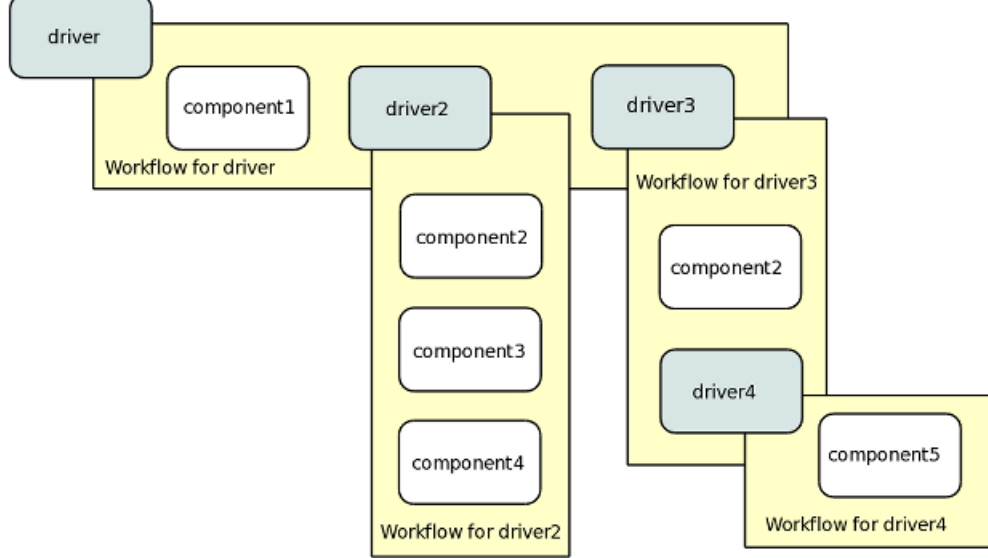 driver
component1
driver2
driver3
Workflow for driver
Workflow for driver3
component2
component2
component3
driver4
component4
component5
Workflow for driver2
Workflow for driver4